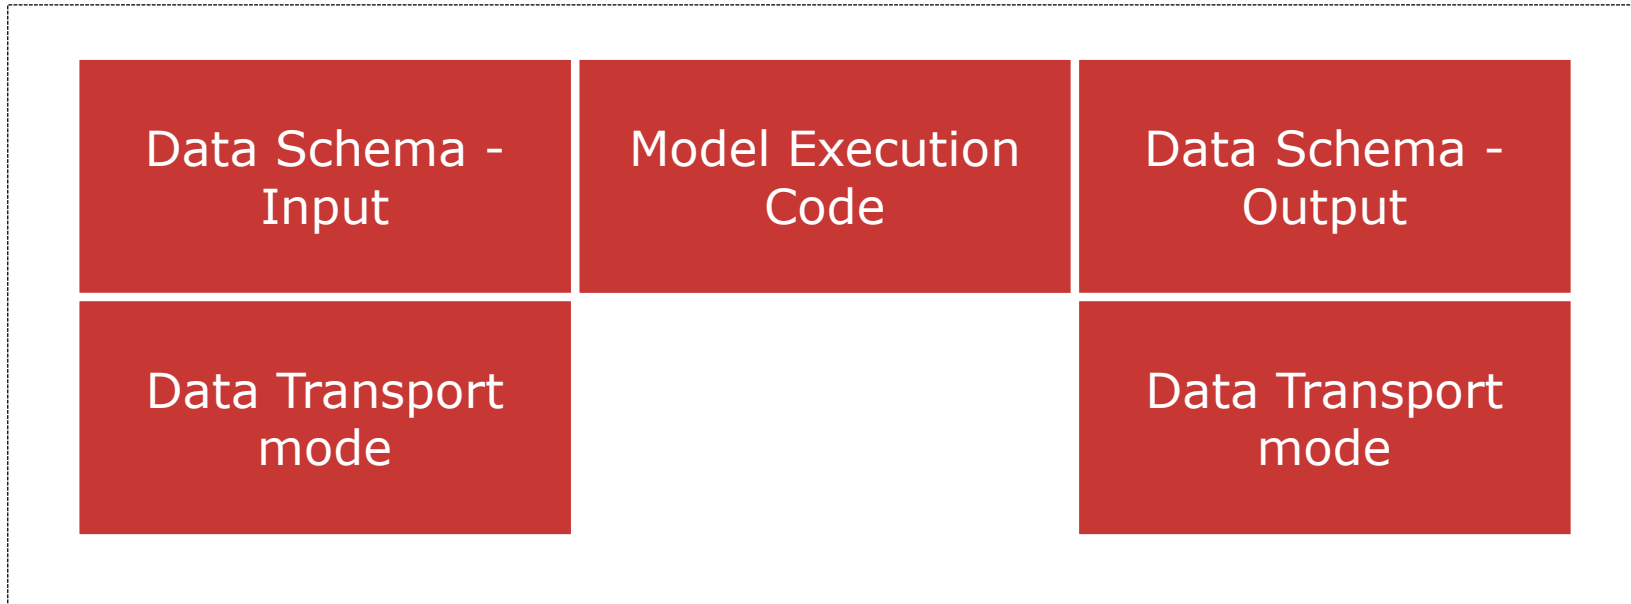 Data Schema -
Input
Model Execution
Code
Data Schema -
Output
Data Transport
mode
Data Transport
mode